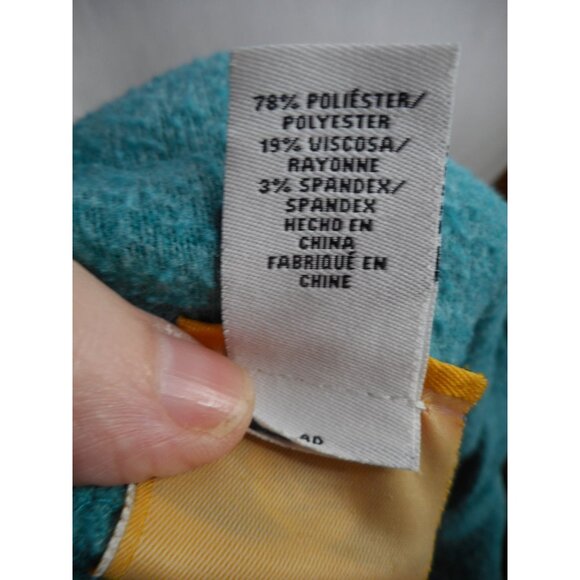 78% POLIÉSTER/
POLYESTER
19% VISCOSA/
RAYONNE
3% SPANDEX/
SPANDEX
HECHO EN
CHINA
FABRIQUÉ EN
CHINE